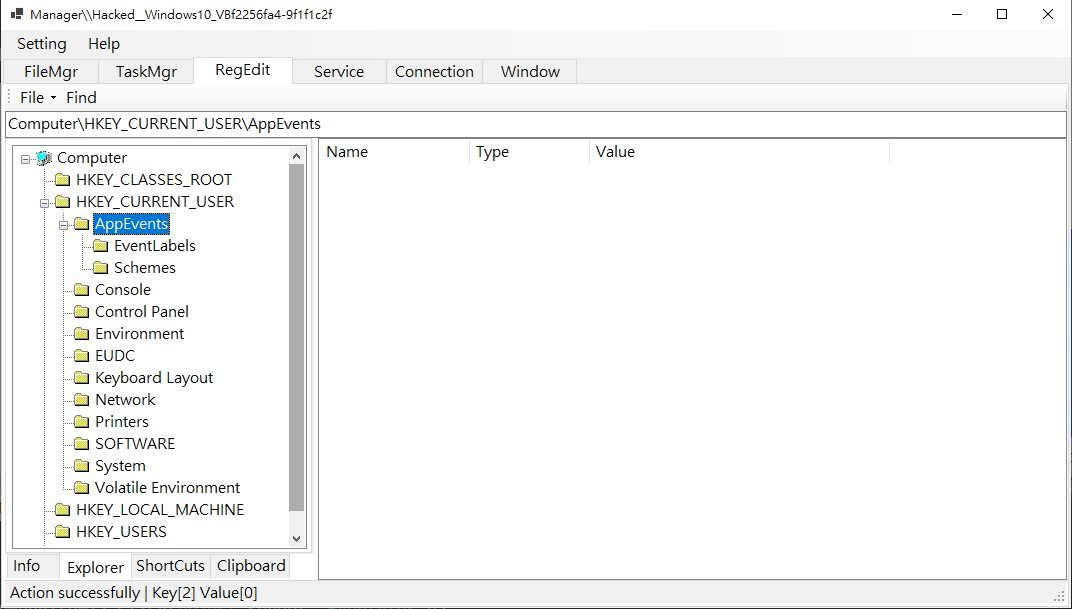 Manager\\Hacked__Windows10_VBf2256fa4-9f1f1c2f
Setting Help
FileMgr TaskMgr RegEdit Service Connection Window
File Find
Computer\HKEY_CURRENT_USER\AppEvents
Name Type Value
Computer
HKEY_CLASSES_ROOT
HKEY_CURRENT_USER
AppEvents
EventLabels
Schemes
Console
Control Panel
Environment
EUDC
Keyboard Layout
Network
Printers
SOFTWARE
System
Volatile Environment
HKEY_LOCAL_MACHINE
HKEY_USERS
Info Explorer ShortCuts Clipboard
Action successfully | Key[2] Value[0]